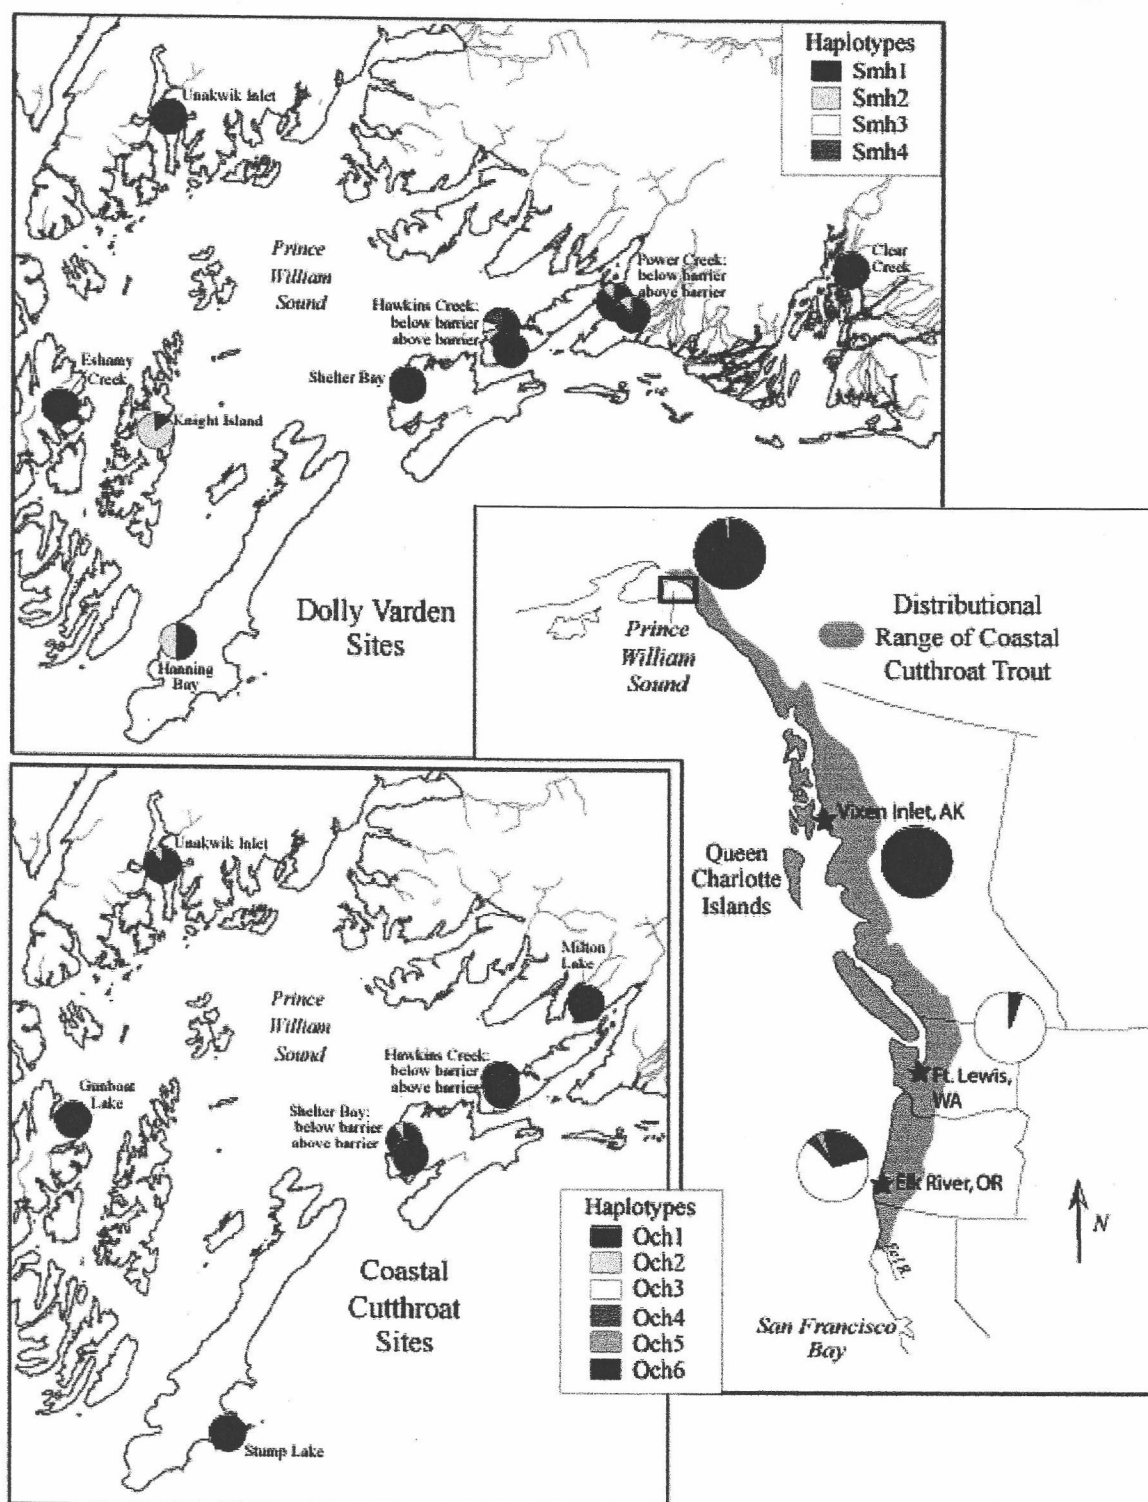 Haplotypes
Smh1
Smh2
Smh3
Smh4
Unakwik Inlet
Prince
William
Sound
Power Creek:
below barrier
above barrier
Clear
Creek
Hawkins Creek:
below barrier
above barrier
Shelter Bay
Eshamy
Creek
Knight Island
Dolly Varden
Sites
Hanning
Bay
Distributional
Range of Coastal
Cutthroat Trout
Prince
William
Sound
Vixen Inlet, AK
Queen
Charlotte
Islands
Ft. Lewis,
WA
Elk River, OR
N
San Francisco
Bay
Unakwik Inlet
Milton
Lake
Prince
William
Sound
Hawkins Creek:
below barrier
above barrier
Gunboat
Lake
Shelter Bay:
below barrier
above barrier
Coastal
Cutthroat
Sites
Stump Lake
Haplotypes
Och1
Och2
Och3
Och4
Och5
Och6